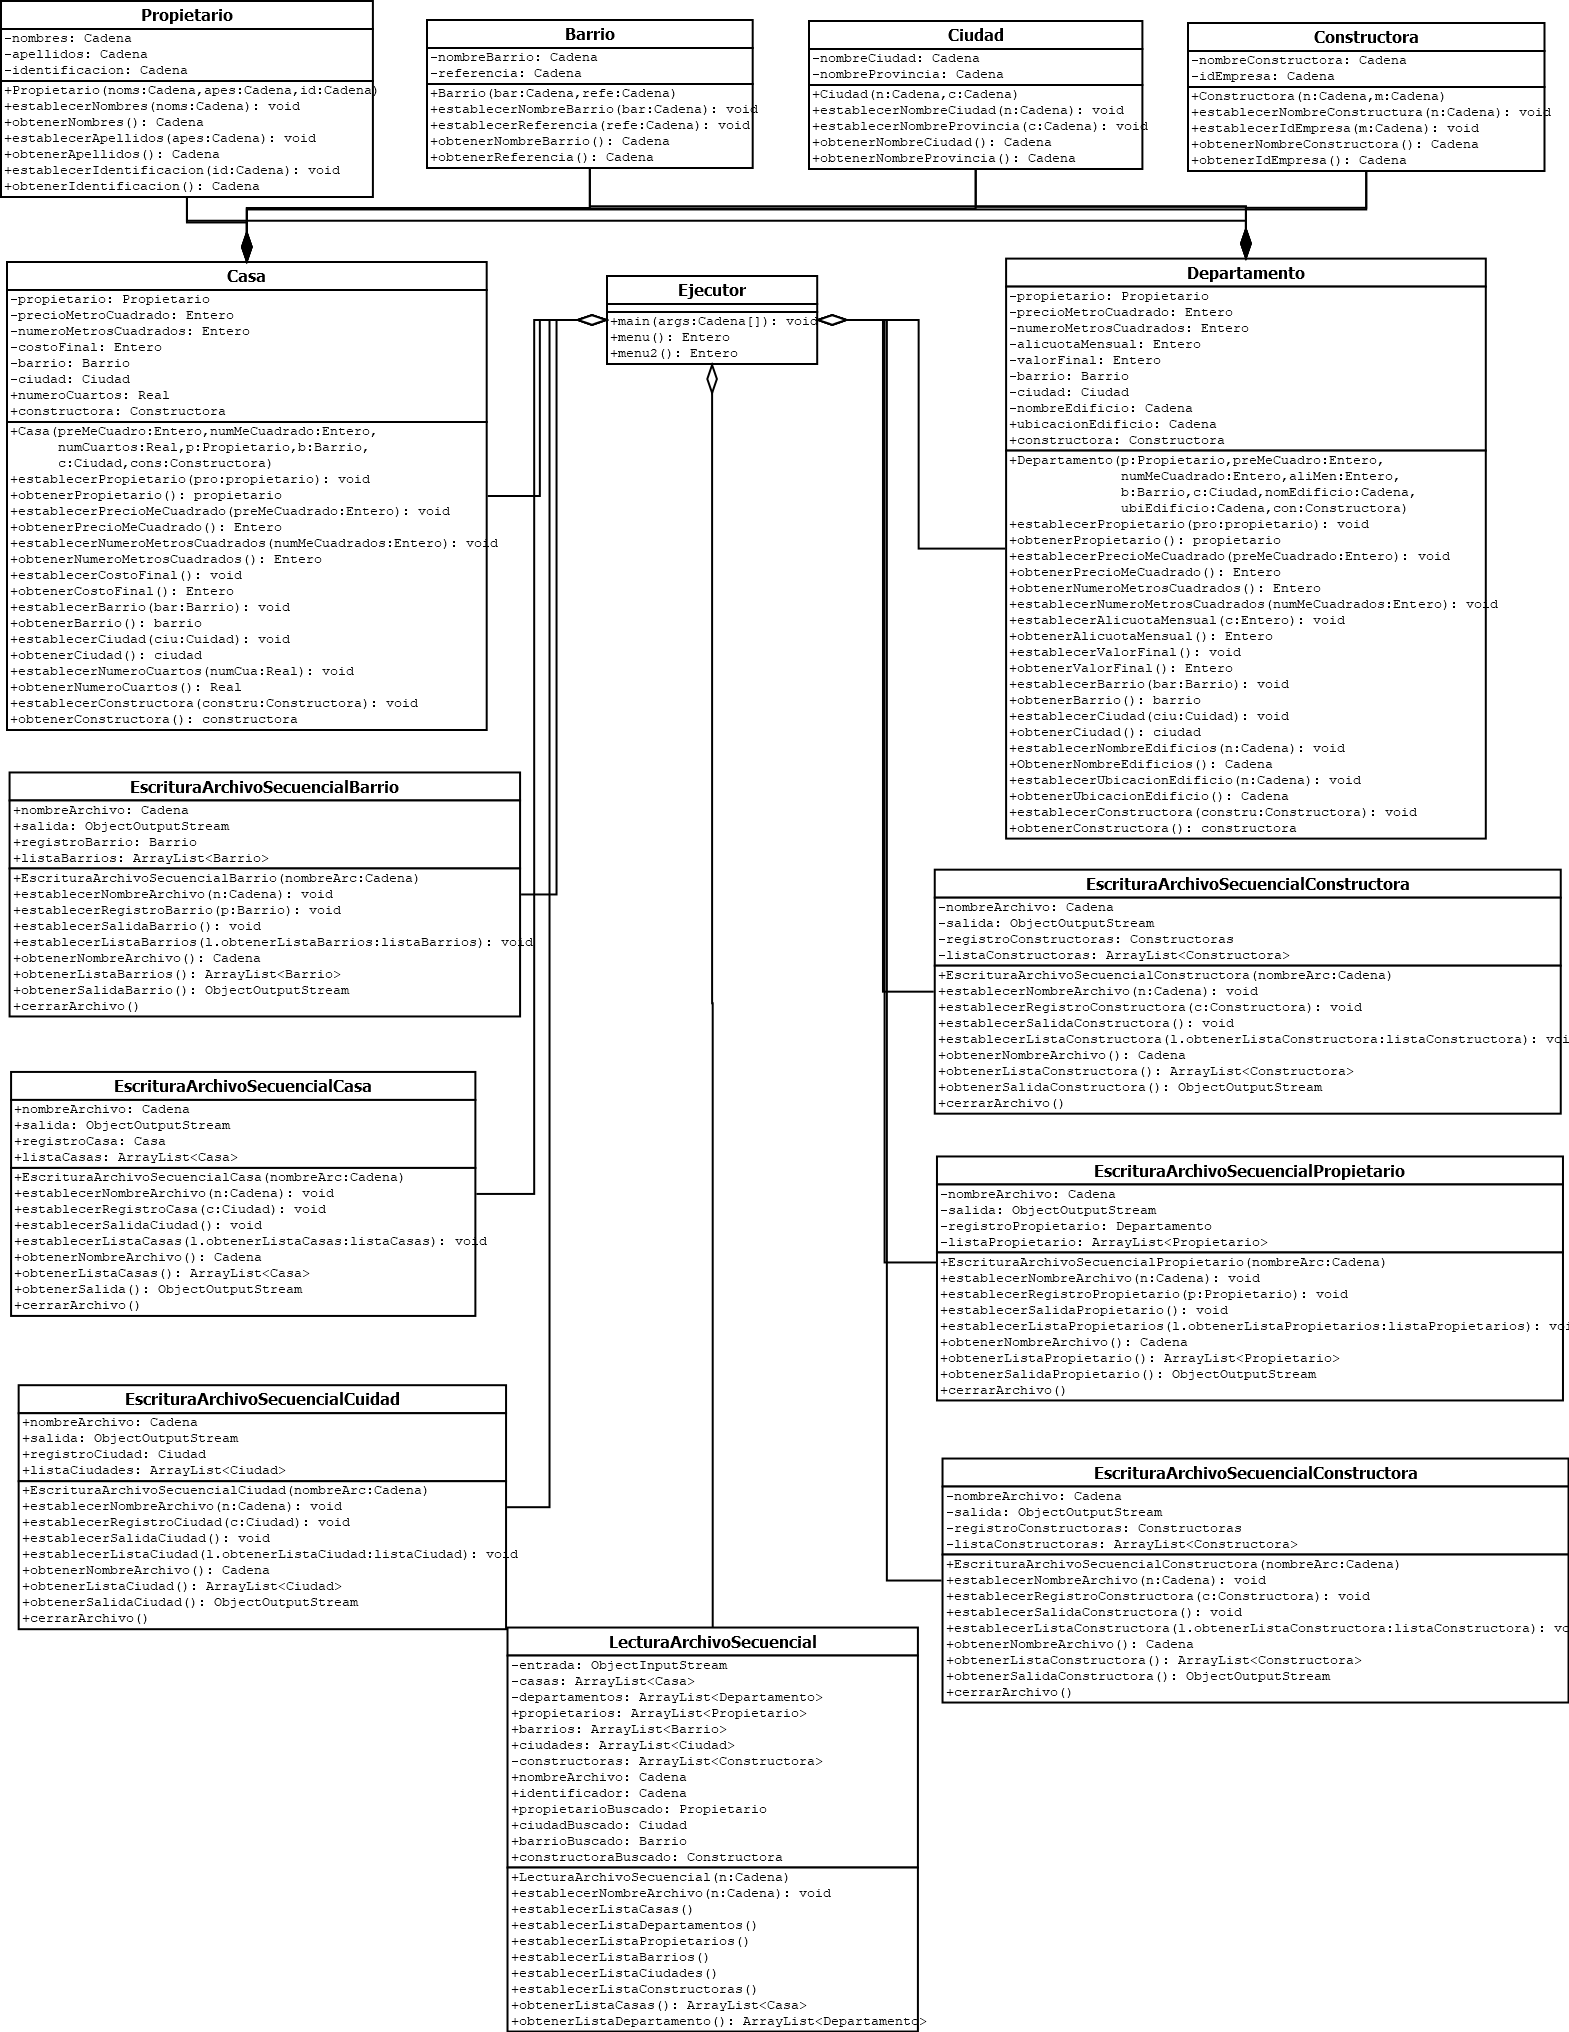 Propietario
-nombres: Cadena
-apellidos: Cadena
-identificacion: Cadena
+Propietario(noms:Cadena,apes:Cadena,id:Cadena)
+establecerNombres(noms:Cadena): void
+obtenerNombres(): Cadena
+establecerApellidos(apes:Cadena): void
+obtenerApellidos(): Cadena
+establecerIdentificacion(id:Cadena): void
+obtenerIdentificacion(): Cadena
Barrio
-nombreBarrio: Cadena
-referencia: Cadena
+Barrio(bar:Cadena,refe:Cadena)
+establecerNombreBarrio(bar:Cadena): void
+establecerReferencia(refe:Cadena): void
+obtenerNombreBarrio(): Cadena
+obtenerReferencia(): Cadena
Ciudad
-nombreCiudad: Cadena
-nombreProvincia: Cadena
+Ciudad(n:Cadena,c:Cadena)
+establecerNombreCiudad(n:Cadena): void
+establecerNombreProvincia(c:Cadena): void
+obtenerNombreCiudad(): Cadena
+obtenerNombreProvincia(): Cadena
Constructora
-nombreConstructora: Cadena
-idEmpresa: Cadena
+Constructora(n:Cadena,m:Cadena)
+establecerNombreConstructura(n:Cadena): void
+establecerIdEmpresa(m:Cadena): void
+obtenerNombreConstructora(): Cadena
+obtenerIdEmpresa(): Cadena
Casa
-propietario: Propietario
-precioMetroCuadrado: Entero
-numeroMetrosCuadrados: Entero
-costoFinal: Entero
-barrio: Barrio
-ciudad: Ciudad
+numeroCuartos: Real
+constructora: Constructora
+Casa(preMeCuadro:Entero,numMeCuadrado:Entero,
numCuartos:Real,p:Propietario,b:Barrio,
c:Ciudad,cons:Constructora)
+establecerPropietario(pro:propietario): void
+obtenerPropietario(): propietario
+establecerPrecioMeCuadrado(preMeCuadrado:Entero): void
+obtenerPrecioMeCuadrado(): Entero
+establecerNumeroMetrosCuadrados(numMeCuadrados:Entero): void
+obtenerNumeroMetrosCuadrados(): Entero
+establecerCostoFinal(): void
+obtenerCostoFinal(): Entero
+establecerBarrio(bar:Barrio): void
+obtenerBarrio(): barrio
+establecerCiudad(ciu:Cuidad): void
+obtenerCiudad(): ciudad
+establecerNumeroCuartos(numCua:Real): void
+obtenerNumeroCuartos(): Real
+establecerConstructora(constru:Constructora): void
+obtenerConstructora(): constructora
Ejecutor
+main(args:Cadena[]): void
+menu(): Entero
+menu2(): Entero
Departamento
-propietario: Propietario
-precioMetroCuadrado: Entero
-numeroMetrosCuadrados: Entero
-alicuotaMensual: Entero
-valorFinal: Entero
-barrio: Barrio
-ciudad: Ciudad
-nombreEdificio: Cadena
+ubicacionEdificio: Cadena
+constructora: Constructora
+Departamento(p:Propietario,preMeCuadro:Entero,
numMeCuadrado:Entero,aliMen:Entero,
b:Barrio,c:Ciudad,nomEdificio:Cadena,
ubiEdificio:Cadena,con:Constructora)
+establecerPropietario(pro:propietario): void
+obtenerPropietario(): propietario
+establecerPrecioMeCuadrado(preMeCuadrado:Entero): void
+obtenerPrecioMeCuadrado(): Entero
+obtenerNumeroMetrosCuadrados(): Entero
+establecerNumeroMetrosCuadrados(numMeCuadrados:Entero): void
+establecerAlicuotaMensual(c:Entero): void
+obtenerAlicuotaMensual(): Entero
+establecerValorFinal(): void
+obtenerValorFinal(): Entero
+establecerBarrio(bar:Barrio): void
+obtenerBarrio(): barrio
+establecerCiudad(ciu:Cuidad): void
+obtenerCiudad(): ciudad
+establecerNombreEdificios(n:Cadena): void
+ObtenerNombreEdificios(): Cadena
+establecerUbicacionEdificio(n:Cadena): void
+obtenerUbicacionEdificio(): Cadena
+establecerConstructora(constru:Constructora): void
+obtenerConstructora(): constructora
EscrituraArchivoSecuencialBarrio
+nombreArchivo: Cadena
+salida: ObjectOutputStream
+registroBarrio: Barrio
+listaBarrios: ArrayList<Barrio>
+EscrituraArchivoSecuencialBarrio(nombreArc:Cadena)
+establecerNombreArchivo(n:Cadena): void
+establecerRegistroBarrio(p:Barrio): void
+establecerSalidaBarrio(): void
+establecerListaBarrios(l.obtenerListaBarrios:listaBarrios): void
+obtenerNombreArchivo(): Cadena
+obtenerListaBarrios(): ArrayList<Barrio>
+obtenerSalidaBarrio(): ObjectOutputStream
+cerrarArchivo()
EscrituraArchivoSecuencialConstructora
-nombreArchivo: Cadena
-salida: ObjectOutputStream
-registroConstructoras: Constructoras
-listaConstructoras: ArrayList<Constructora>
+EscrituraArchivoSecuencialConstructora(nombreArc:Cadena)
+establecerNombreArchivo(n:Cadena): void
+establecerRegistroConstructora(c:Constructora): void
+establecerSalidaConstructora(): void
+establecerListaConstructora(l.obtenerListaConstructora:listaConstructora): voi
+obtenerNombreArchivo(): Cadena
+obtenerListaConstructora(): ArrayList<Constructora>
+obtenerSalidaConstructora(): ObjectOutputStream
+cerrarArchivo()
EscrituraArchivoSecuencialCasa
+nombreArchivo: Cadena
+salida: ObjectOutputStream
+registroCasa: Casa
+listaCasas: ArrayList<Casa>
+EscrituraArchivoSecuencialCasa(nombreArc:Cadena)
+establecerNombreArchivo(n:Cadena): void
+establecerRegistroCasa(c:Ciudad): void
+establecerSalidaCiudad(): void
+establecerListaCasas(l.obtenerListaCasas:listaCasas): void
+obtenerNombreArchivo(): Cadena
+obtenerListaCasas(): ArrayList<Casa>
+obtenerSalida(): ObjectOutputStream
+cerrarArchivo()
EscrituraArchivoSecuencialPropietario
-nombreArchivo: Cadena
-salida: ObjectOutputStream
-registroPropietario: Departamento
-listaPropietario: ArrayList<Propietario>
+EscrituraArchivoSecuencialPropietario(nombreArc:Cadena)
+establecerNombreArchivo(n:Cadena): void
+establecerRegistroPropietario(p:Propietario): void
+establecerSalidaPropietario(): void
+establecerListaPropietarios(l.obtenerListaPropietarios:listaPropietarios): voi
+obtenerNombreArchivo(): Cadena
+obtenerListaPropietario(): ArrayList<Propietario>
+obtenerSalidaPropietario(): ObjectOutputStream
+cerrarArchivo()
EscrituraArchivoSecuencialCuidad
+nombreArchivo: Cadena
+salida: ObjectOutputStream
+registroCiudad: Ciudad
+listaCiudades: ArrayList<Ciudad>
+EscrituraArchivoSecuencialCiudad(nombreArc:Cadena)
+establecerNombreArchivo(n:Cadena): void
+establecerRegistroCiudad(c:Ciudad): void
+establecerSalidaCiudad(): void
+establecerListaCiudad(l.obtenerListaCiudad:listaCiudad): void
+obtenerNombreArchivo(): Cadena
+obtenerListaCiudad(): ArrayList<Ciudad>
+obtenerSalidaCiudad(): ObjectOutputStream
+cerrarArchivo()
EscrituraArchivoSecuencialConstructora
-nombreArchivo: Cadena
-salida: ObjectOutputStream
-registroConstructoras: Constructoras
-listaConstructoras: ArrayList<Constructora>
+EscrituraArchivoSecuencialConstructora(nombreArc:Cadena)
+establecerNombreArchivo(n:Cadena): void
+establecerRegistroConstructora(c:Constructora): void
+establecerSalidaConstructora(): void
+establecerListaConstructora(l.obtenerListaConstructora:listaConstructora): vo
+obtenerNombreArchivo(): Cadena
+obtenerListaConstructora(): ArrayList<Constructora>
+obtenerSalidaConstructora(): ObjectOutputStream
+cerrarArchivo()
LecturaArchivoSecuencial
-entrada: ObjectInputStream
-casas: ArrayList<Casa>
-departamentos: ArrayList<Departamento>
+propietarios: ArrayList<Propietario>
+barrios: ArrayList<Barrio>
+ciudades: ArrayList<Ciudad>
-constructoras: ArrayList<Constructora>
+nombreArchivo: Cadena
+identificador: Cadena
+propietarioBuscado: Propietario
+ciudadBuscado: Ciudad
+barrioBuscado: Barrio
+constructoraBuscado: Constructora
+LecturaArchivoSecuencial(n:Cadena)
+establecerNombreArchivo(n:Cadena): void
+establecerListaCasas()
+establecerListaDepartamentos()
+establecerListaPropietarios()
+establecerListaBarrios()
+establecerListaCiudades()
+establecerListaConstructoras()
+obtenerListaCasas(): ArrayList<Casa>
+obtenerListaDepartamento(): ArrayList<Departamento>